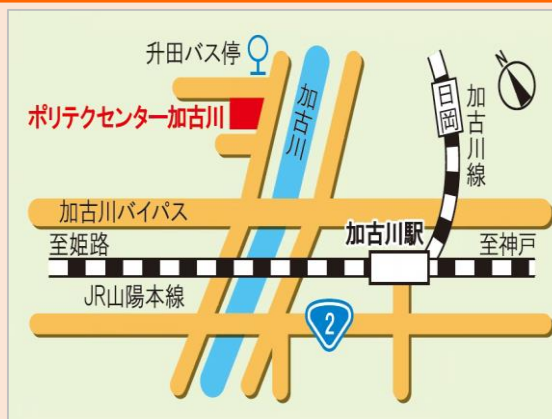 升田バス停
N
ポリテクセンター加古川
加古川
日岡
加古川線
加古川バイパス
至姫路
加古川駅
至神戸
JR山陽本線
2